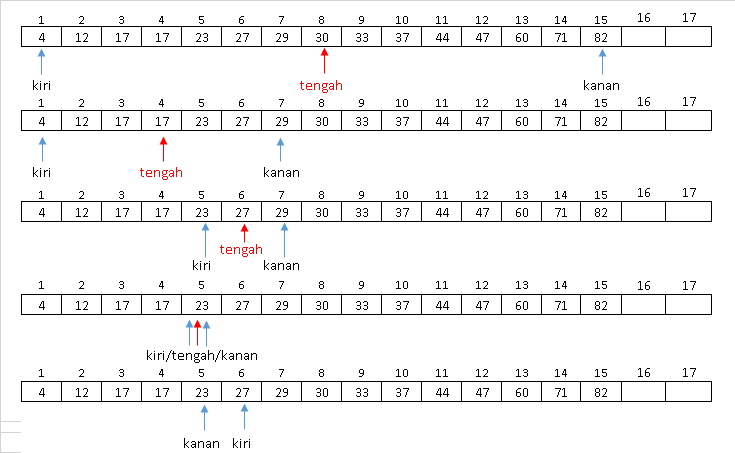 1 2 3 4 5 6 7 8 9 10 11 12 13 14 15 16 17
4 12 17 17 23 27 29 30 33 37 44 47 60 71 82
kiri tengah kanan
1 2 3 4 5 6 7 8 9 10 11 12 13 14 15 16 17
4 12 17 17 23 27 29 30 33 37 44 47 60 71 82
kiri tengah kanan
1 2 3 4 5 6 7 8 9 10 11 12 13 14 15 16 17
4 12 17 17 23 27 29 30 33 37 44 47 60 71 82
tengah
kiri kanan
1 2 3 4 5 6 7 8 9 10 11 12 13 14 15 16 17
4 12 17 17 23 27 29 30 33 37 44 47 60 71 82
kiri/tengah/kanan
1 2 3 4 5 6 7 8 9 10 11 12 13 14 15 16 17
4 12 17 17 23 27 29 30 33 37 44 47 60 71 82
kanan kiri